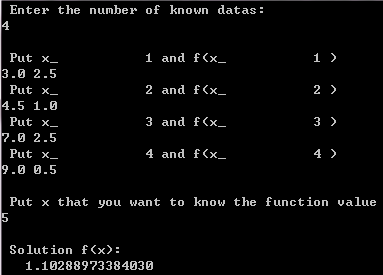 Enter the number of known datas:
4
Put x_ 1 and f(x_ 1 )
3.0 2.5
Put x_ 2 and f(x_ 2 )
4.5 1.0
Put x_ 3 and f(x_ 3 )
7.0 2.5
Put x_ 4 and f(x_ 4 )
9.0 0.5
Put x that you want to know the function value
5
Solution f(x):
1.10288973384030